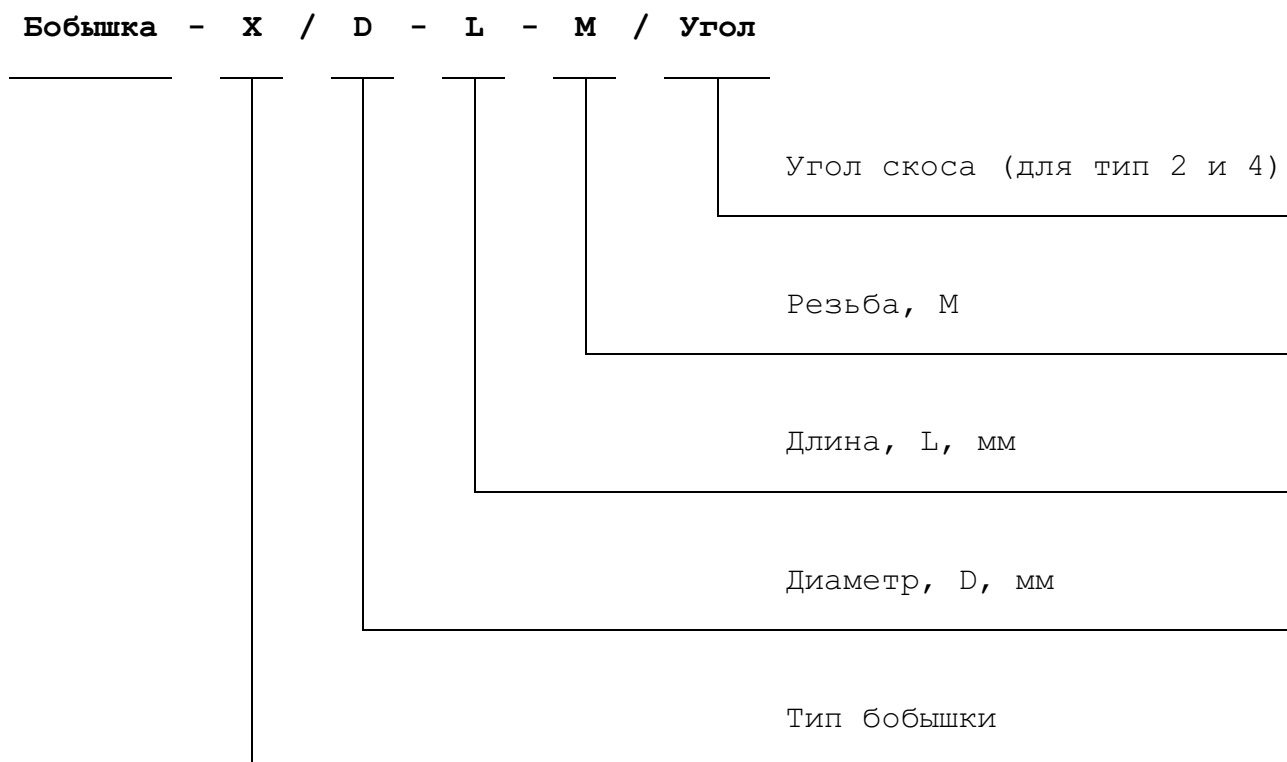 Бобышка - X / D - L - M / Угол
Угол скоса (для тип 2 и 4)
Резьба, М
Длина, L, мм
Диаметр, D, мм
Тип бобышки